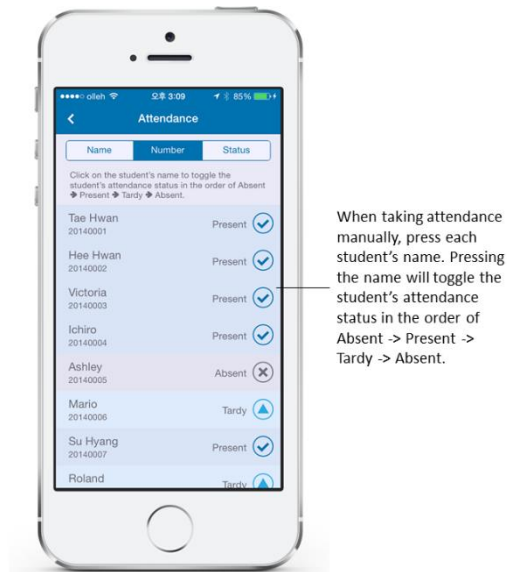 olleh 오후 3:09 85%
Attendance
Name Number Status
Click on the student's name to toggle the
student's attendance status in the order of Absent
➔ Present ➔ Tardy ➔ Absent.
Tae Hwan
20140001
Present
Hee Hwan
20140002
Present
Victoria
20140003
Present
Ichiro
20140004
Present
Ashley
20140005
Absent
Mario
20140006
Tardy
Su Hyang
20140007
Present
Roland
Tardy
When taking attendance
manually, press each
student's name. Pressing
the name will toggle the
student's attendance
status in the order of
Absent -> Present ->
Tardy -> Absent.